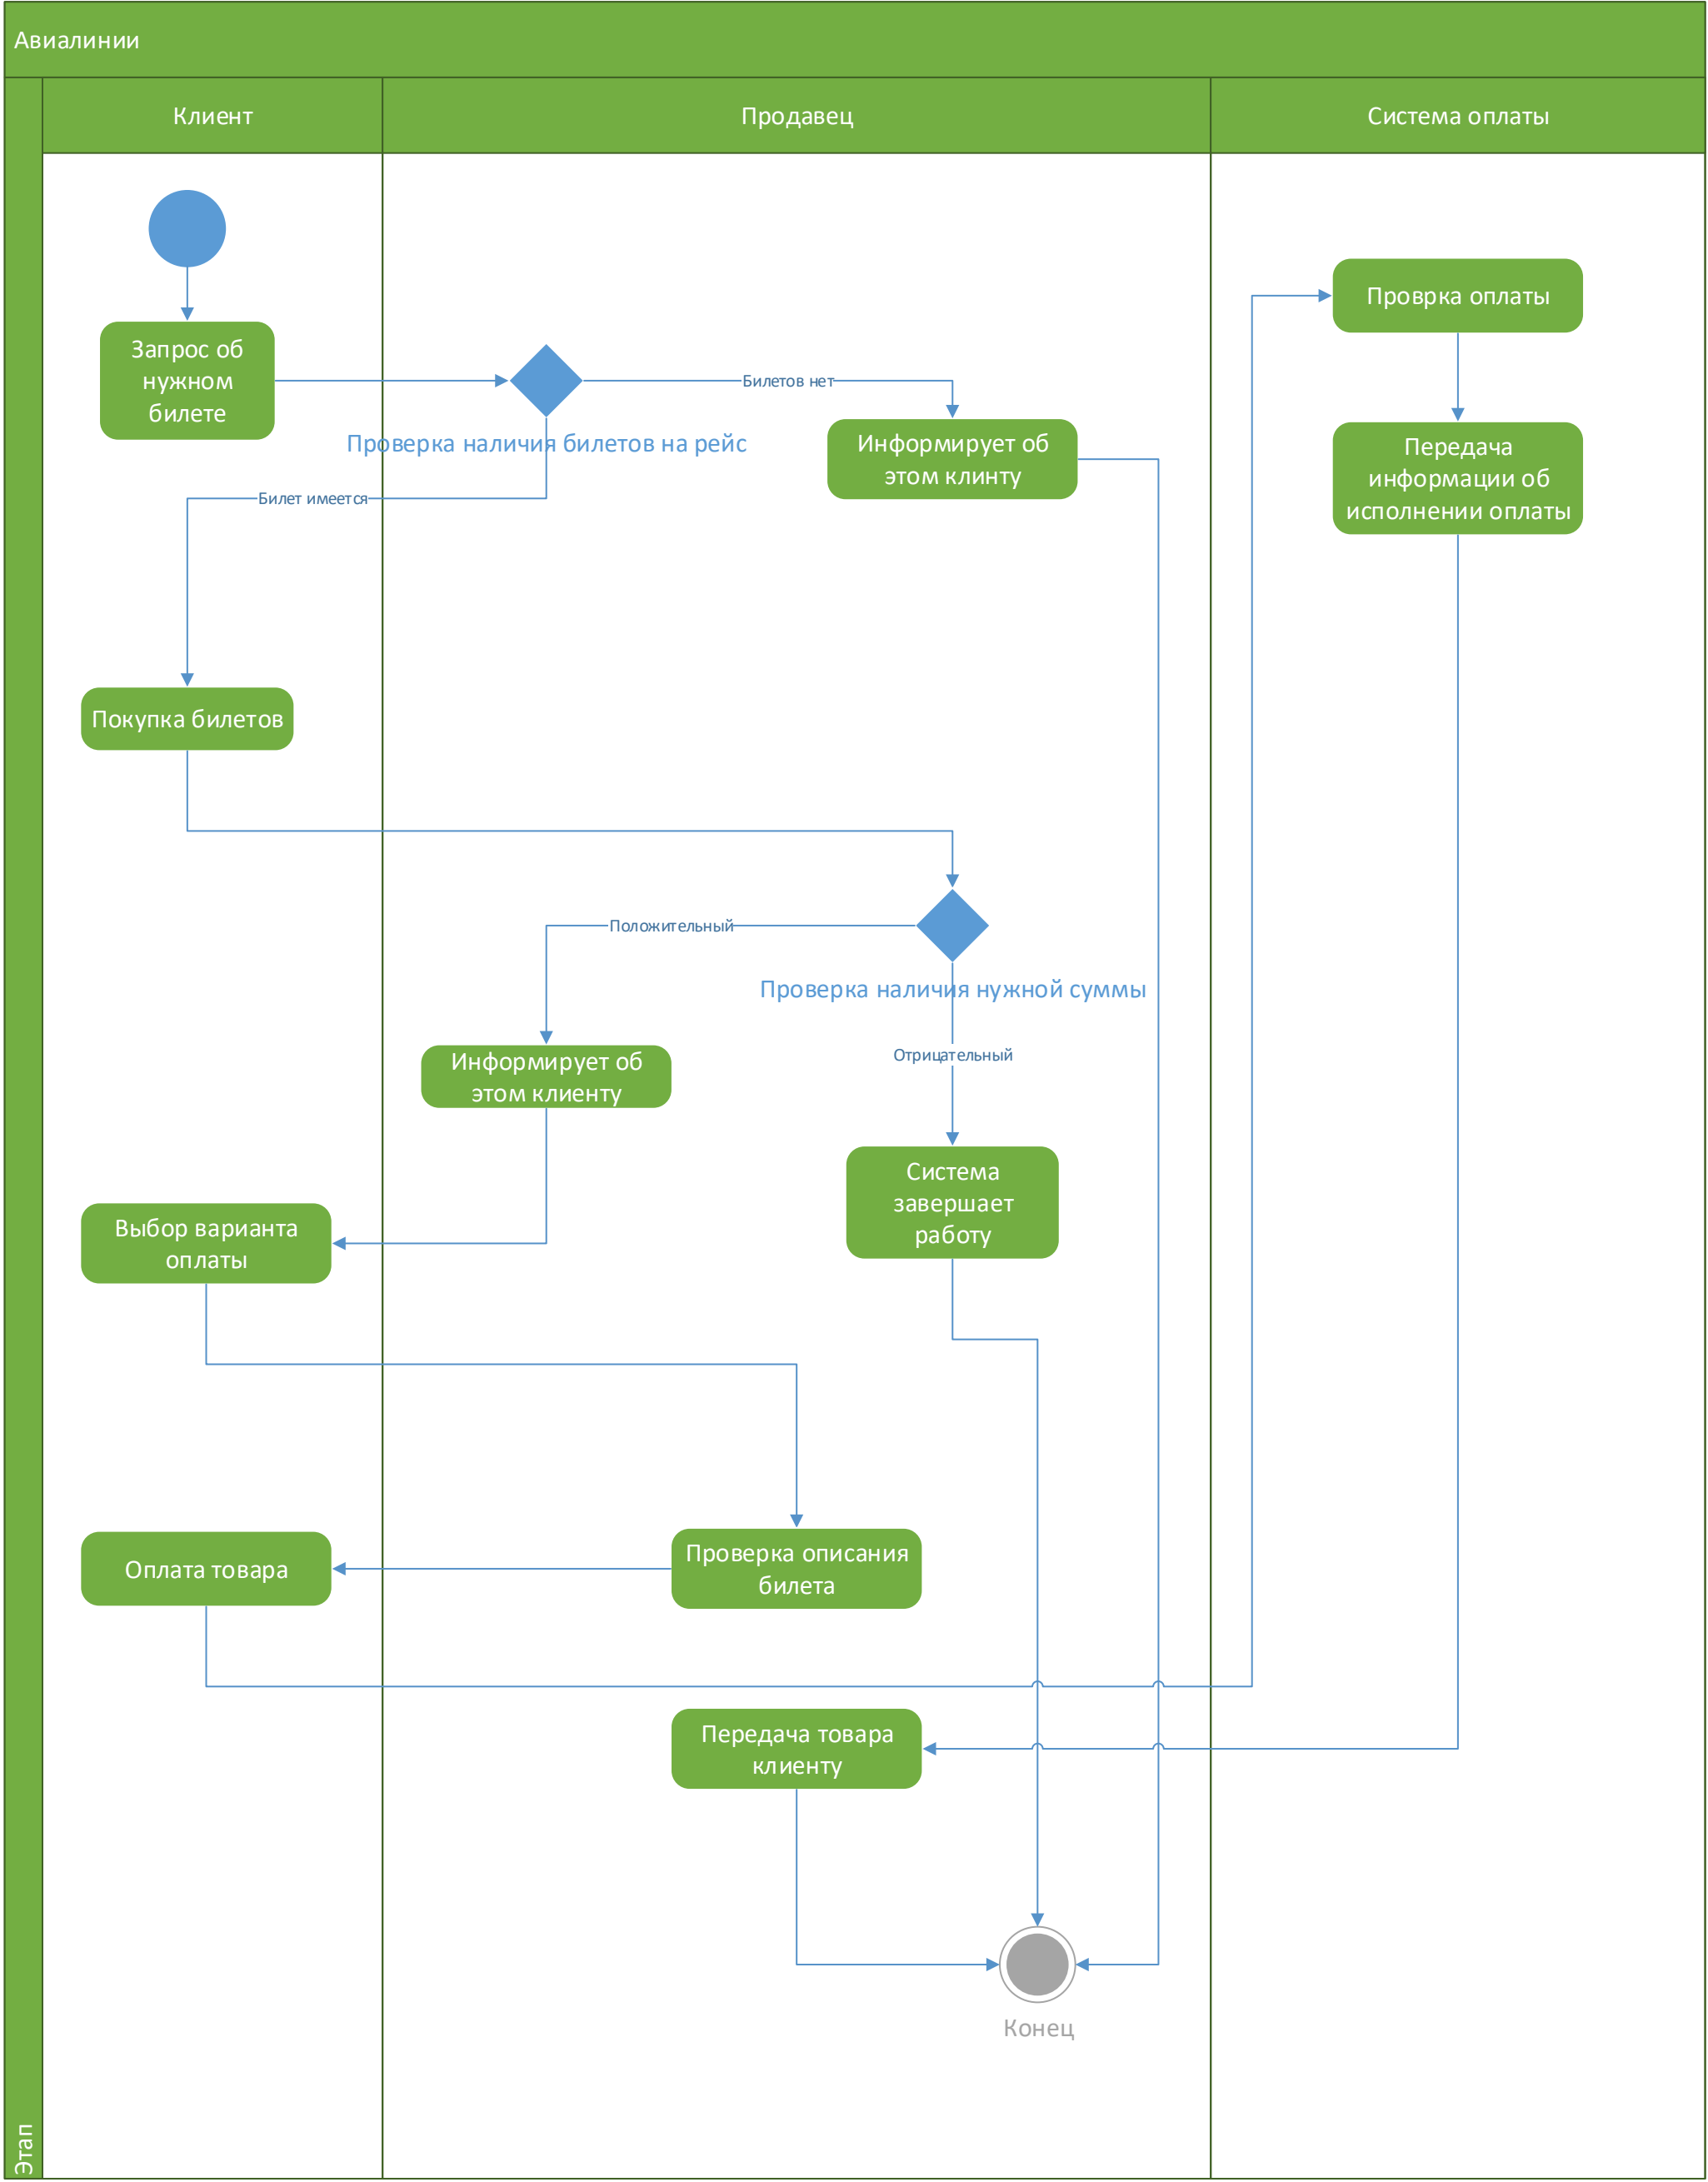 Авиалинии
Клиент
Продавец
Система оплаты
Проврка оплаты
Запрос об
нужном
билете
Билетов нет
Проверка наличия билетов на рейс
Информирует об
этом клинту
Передача
информации об
исполнении оплаты
Билет имеется
Покупка билетов
Положительный
Проверка наличия нужной суммы
Отрицательный
Информирует об
этом клиенту
Система
завершает
работу
Выбор варианта
оплаты
Оплата товара
Проверка описания
билета
Передача товара
клиенту
Конец
Этап